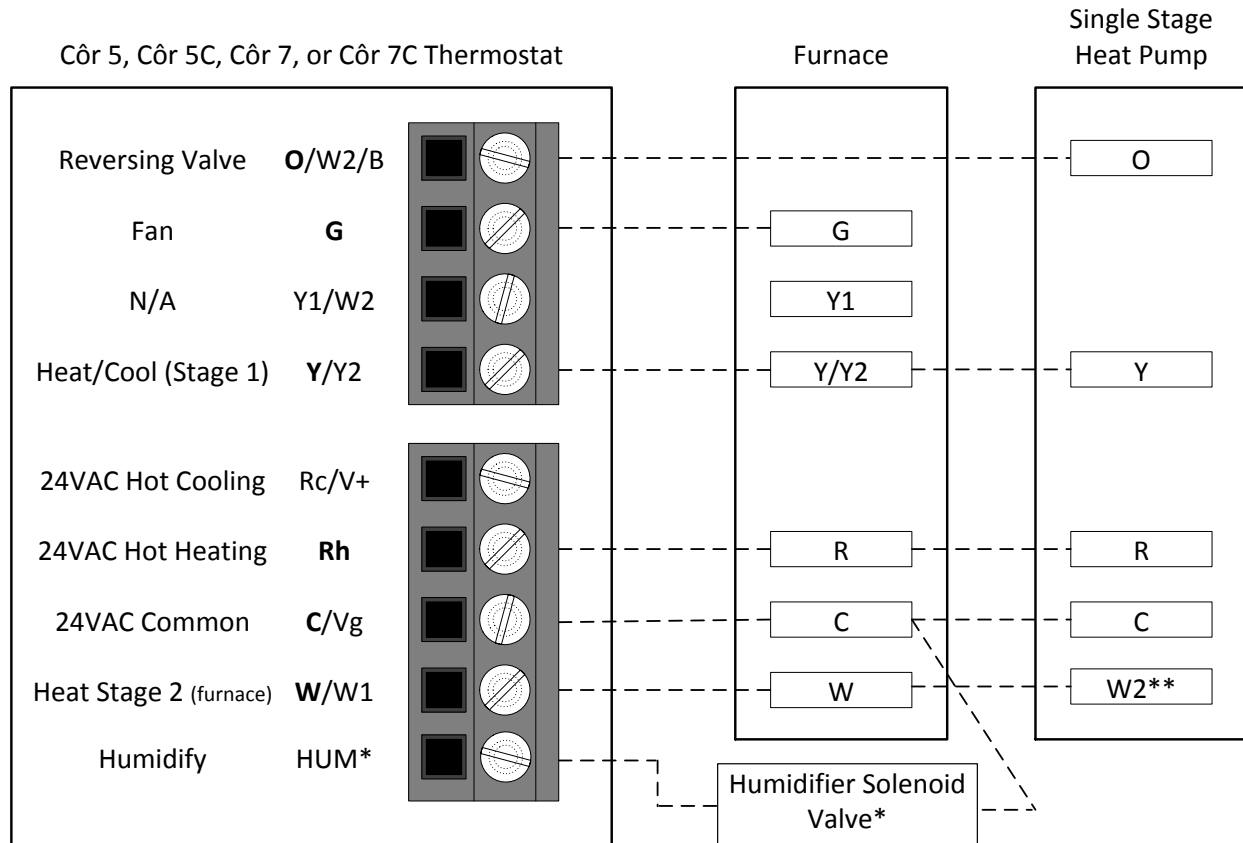 Côr 5, Côr 5C, Côr 7, or Côr 7C Thermostat
Furnace
Single Stage
Heat Pump
Reversing Valve O/W2/B O
Fan G G
N/A Y1/W2 Y1
Heat/Cool (Stage 1) Y/Y2 Y/Y2 Y
24VAC Hot Cooling Rc/V+
24VAC Hot Heating Rh R R
24VAC Common C/Vg C C
Heat Stage 2 (furnace) W/W1 W W2**
Humidify HUM*
Humidifier Solenoid
Valve*